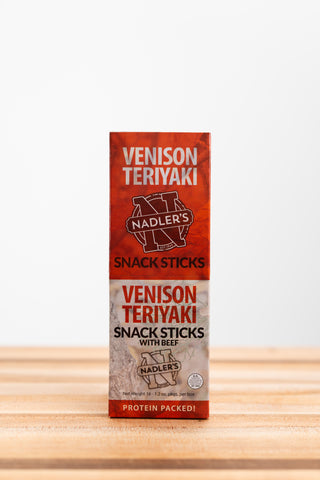 VENISON
TERIYAKI
NADLER'S
SNACK STICKS
VENISON
TERIYAKI
SNACK STICKS
WITH BEEF
NADLER'S
PROTEIN PACKED!